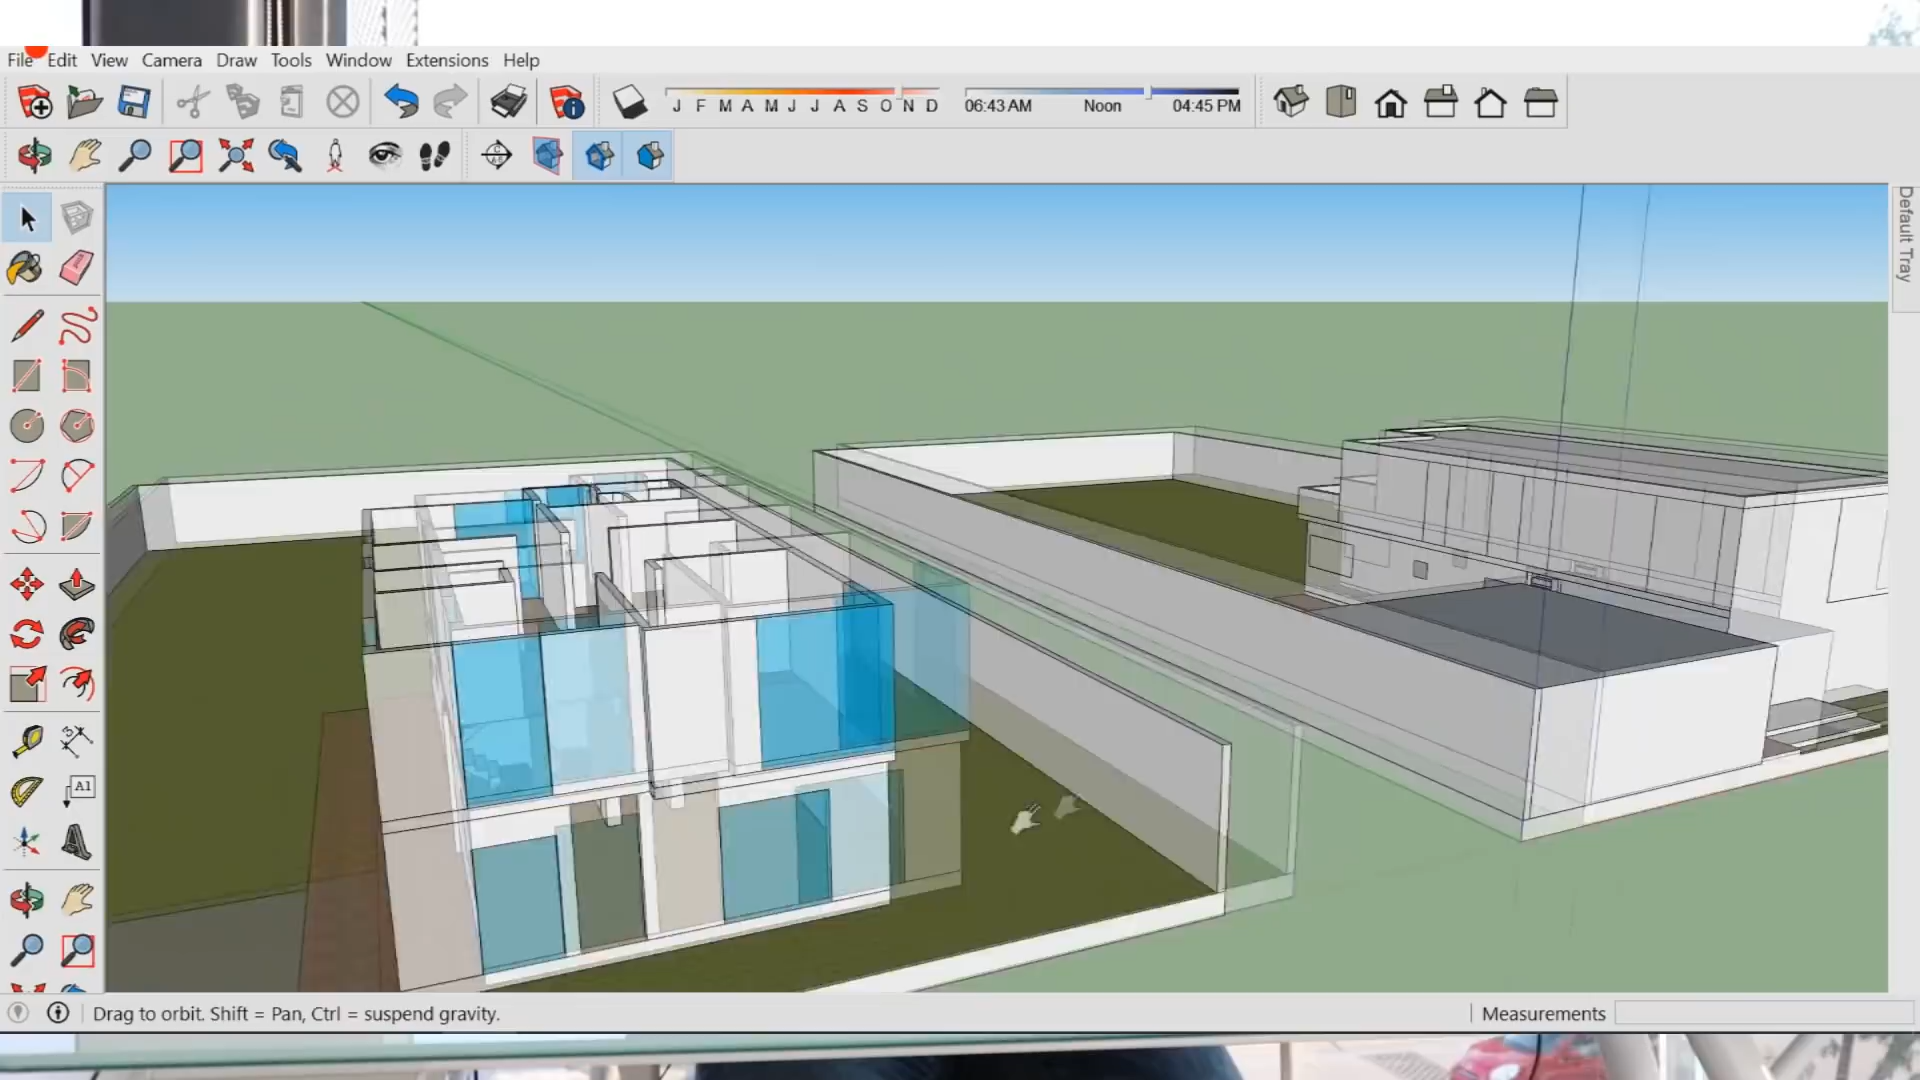 File Edit View Camera Draw Tools Window Extensions Help
J F M A M J J A S O N D
06:43 AM Noon 04:45 PM
Default Tray
A1
Drag to orbit. Shift = Pan, Ctrl = suspend gravity.
Measurements